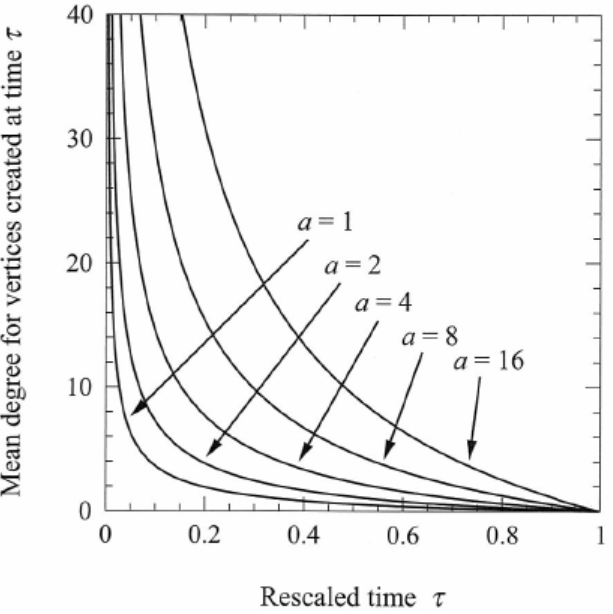 Mean degree for vertices created at time τ
40
30
20
10
0
a = 1
a = 2
a = 4
a = 8
a = 16
0 0.2 0.4 0.6 0.8 1
Rescaled time τ